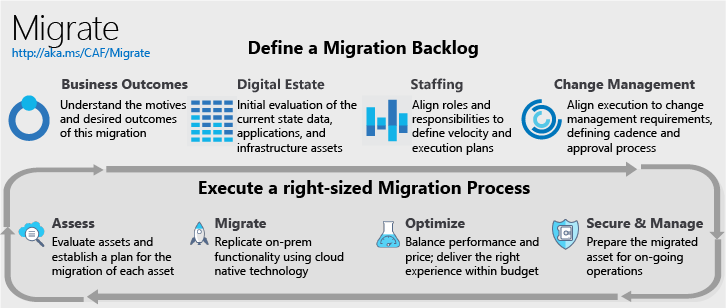 Migrate
http://aka.ms/CAF/Migrate
Define a Migration Backlog
Business Outcomes
Understand the motives
and desired outcomes
of this migration
Digital Estate
Initial evaluation of the
current state data,
applications, and
infrastructure assets
Staffing
Align roles and
responsibilities to
define velocity and
execution plans
Change Management
Align execution to change
management requirements,
defining cadence and
approval process
Execute a right-sized Migration Process
Assess
Evaluate assets and
establish a plan for the
migration of each asset
Migrate
Replicate on-prem
functionality using cloud
native technology
Optimize
Balance performance and
price; deliver the right
experience within budget
Secure & Manage
Prepare the migrated
asset for on-going
operations